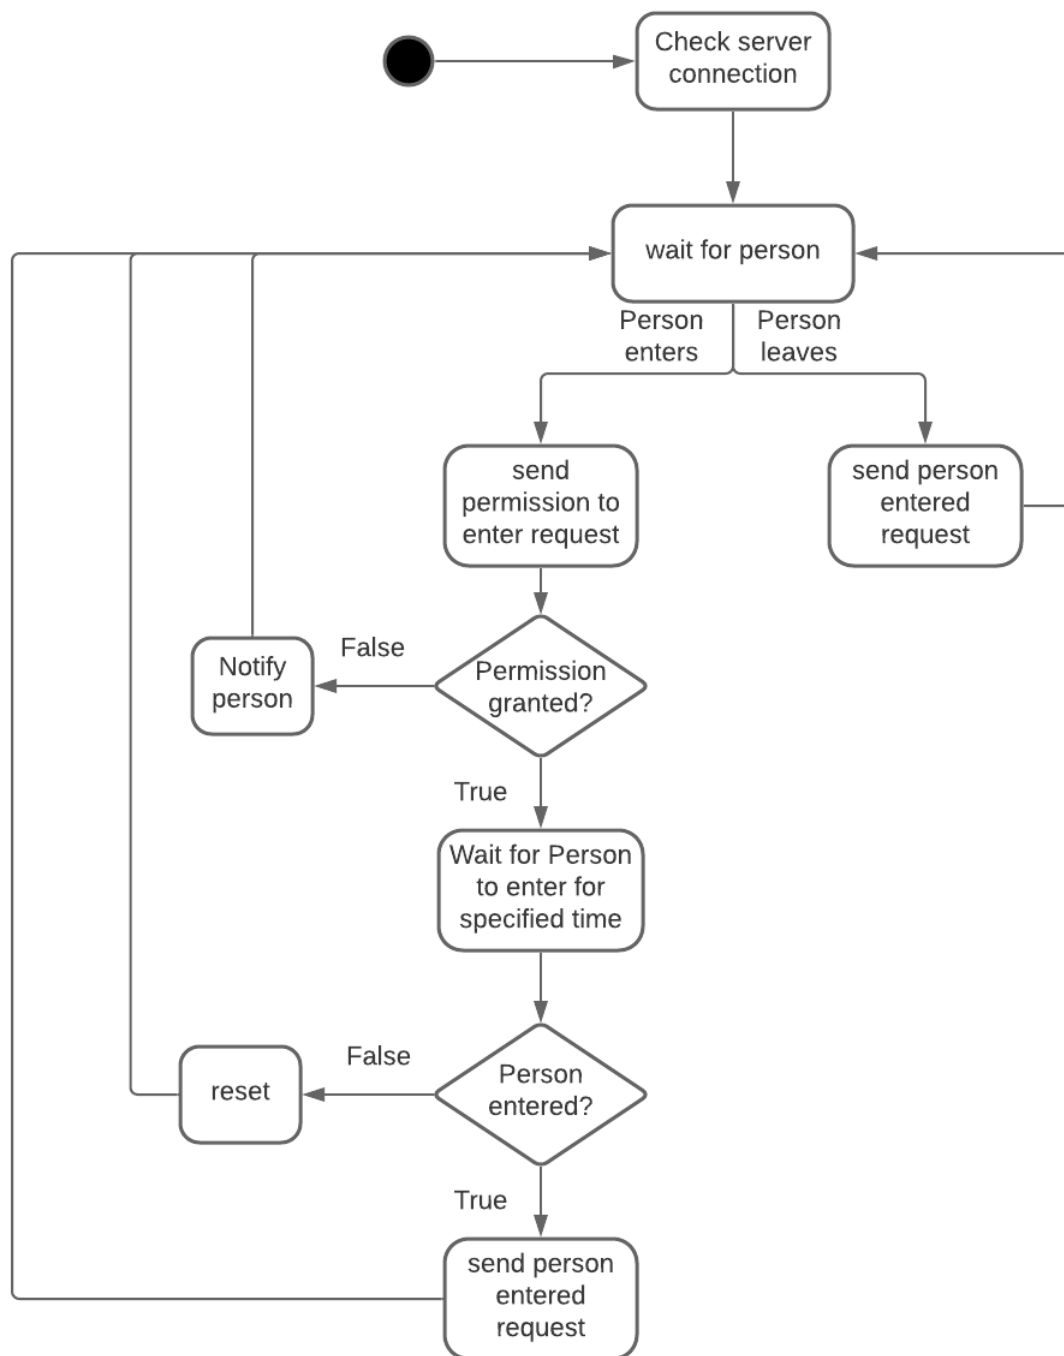 Check server
connection
wait for person
Person
enters
Person
leaves
send
permission to
enter request
send person
entered
request
False
Notify
person
Permission
granted?
True
Wait for Person
to enter for
specified time
False
reset
Person
entered?
True
send person
entered
request